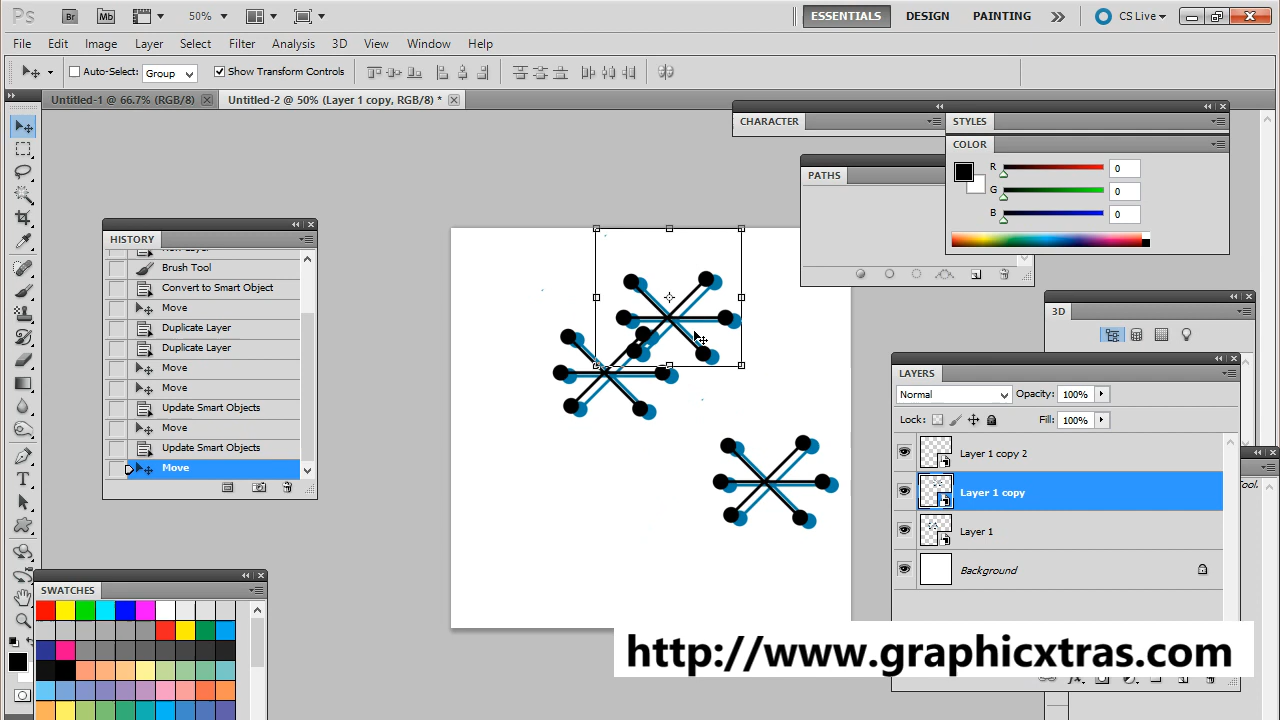 Ps Br Mb 50% ESSENTIALS DESIGN PAINTING CS Live
File Edit Image Layer Select Filter Analysis 3D View Window Help
Auto-Select: Group Show Transform Controls
Untitled-1 @ 66.7% (RGB/8) Untitled-2 @ 50% (Layer 1 copy, RGB/8) *
CHARACTER
STYLES
COLOR
R 0
G 0
B 0
PATHS
HISTORY
Brush Tool
Convert to Smart Object
Move
Duplicate Layer
Duplicate Layer
Move
Move
Update Smart Objects
Move
Update Smart Objects
Move
3D
LAYERS
Normal Opacity: 100%
Lock: Fill: 100%
Layer 1 copy 2
Layer 1 copy
Layer 1
Background
SWATCHES
http://www.graphicxtras.com